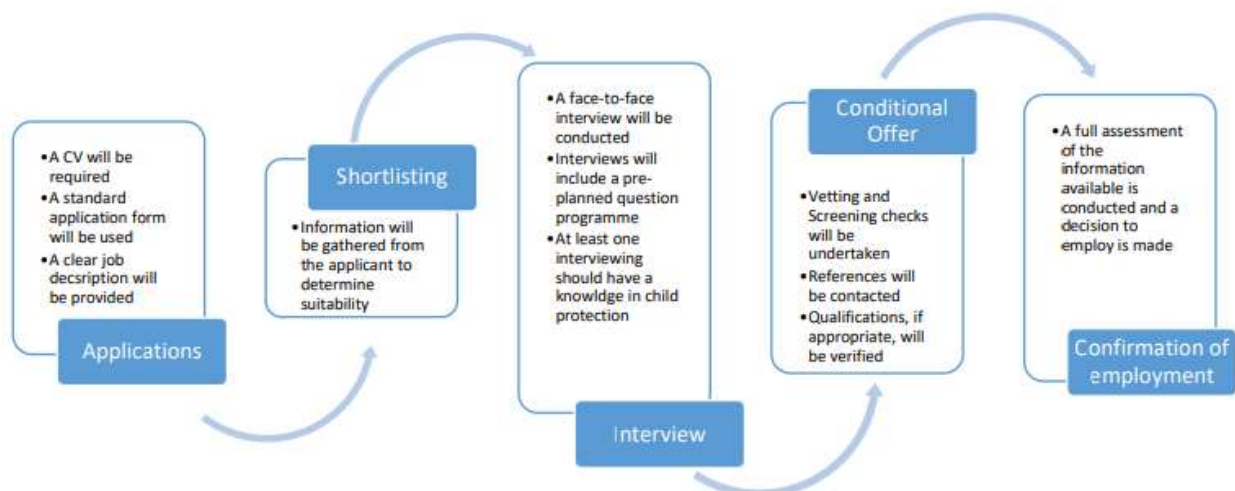 •A CV will be
required
•A standard
application form
will be used
•A clear job
decsription will
be provided
Applications
Shortlisting
•Information will
be gathered from
the applicant to
determine
suitability
•A face-to-face
interview will be
conducted
•Interviews will
include a pre-
planned question
programme
•At least one
interviewing
should have a
knowldge in child
protection
Interview
Conditional
Offer
•Vetting and
Screening checks
will be
undertaken
•References will
be contacted
•Qualifications, if
appropriate, will
be verified
•A full assessment
of the
information
available is
conducted and a
decision to
employ is made
Confirmation of
employment